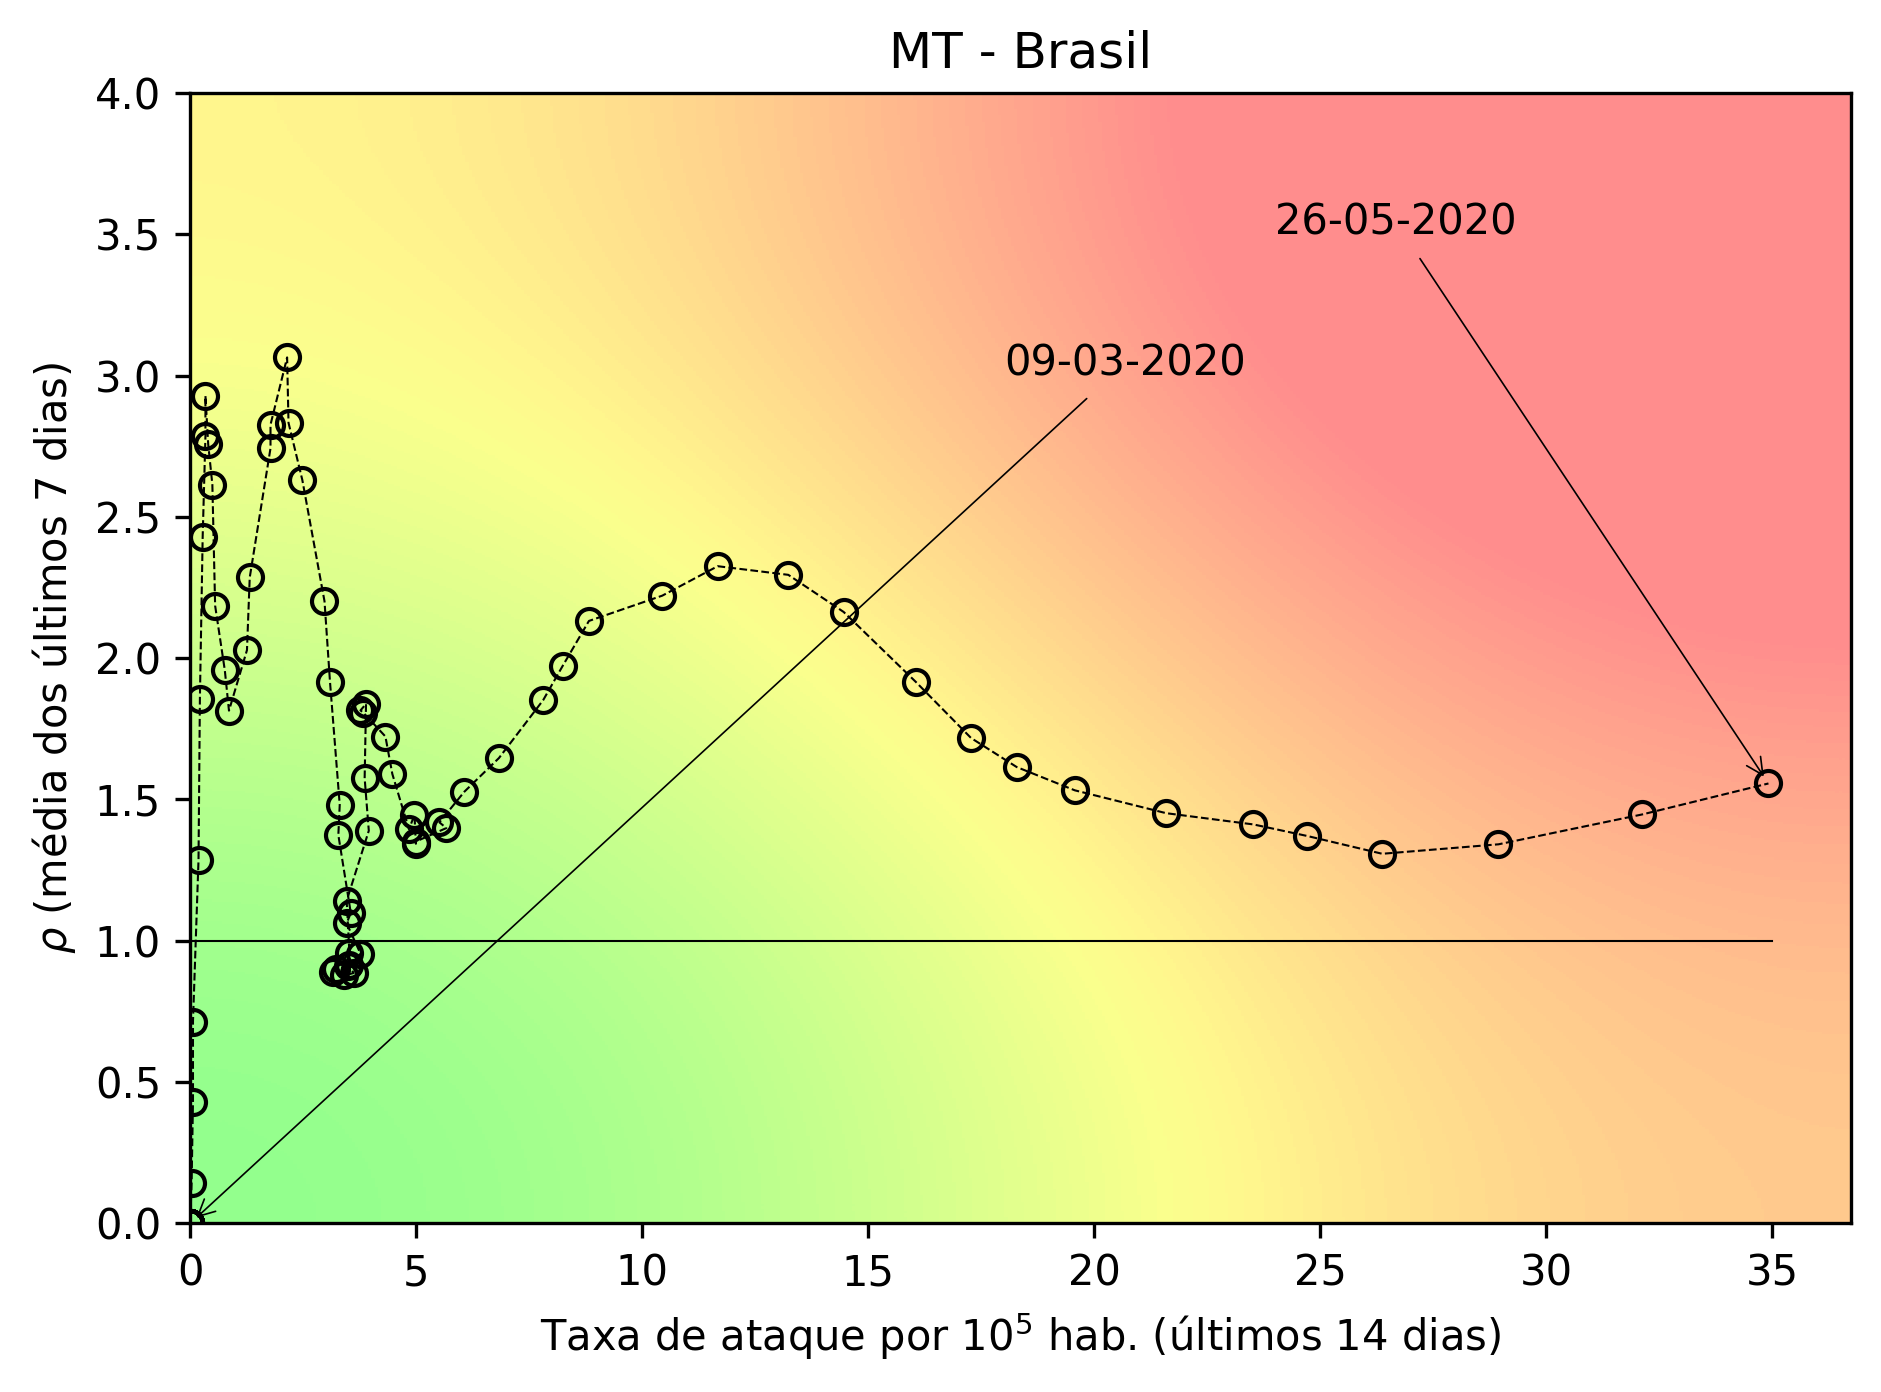 MT - Brasil
4.0
3.5
3.0
2.5
2.0
1.5
1.0
0.5
0.0
ρ (média dos últimos 7 dias)
26-05-2020
09-03-2020
0 5 10 15 20 25 30 35
Taxa de ataque por 10⁵ hab. (últimos 14 dias)